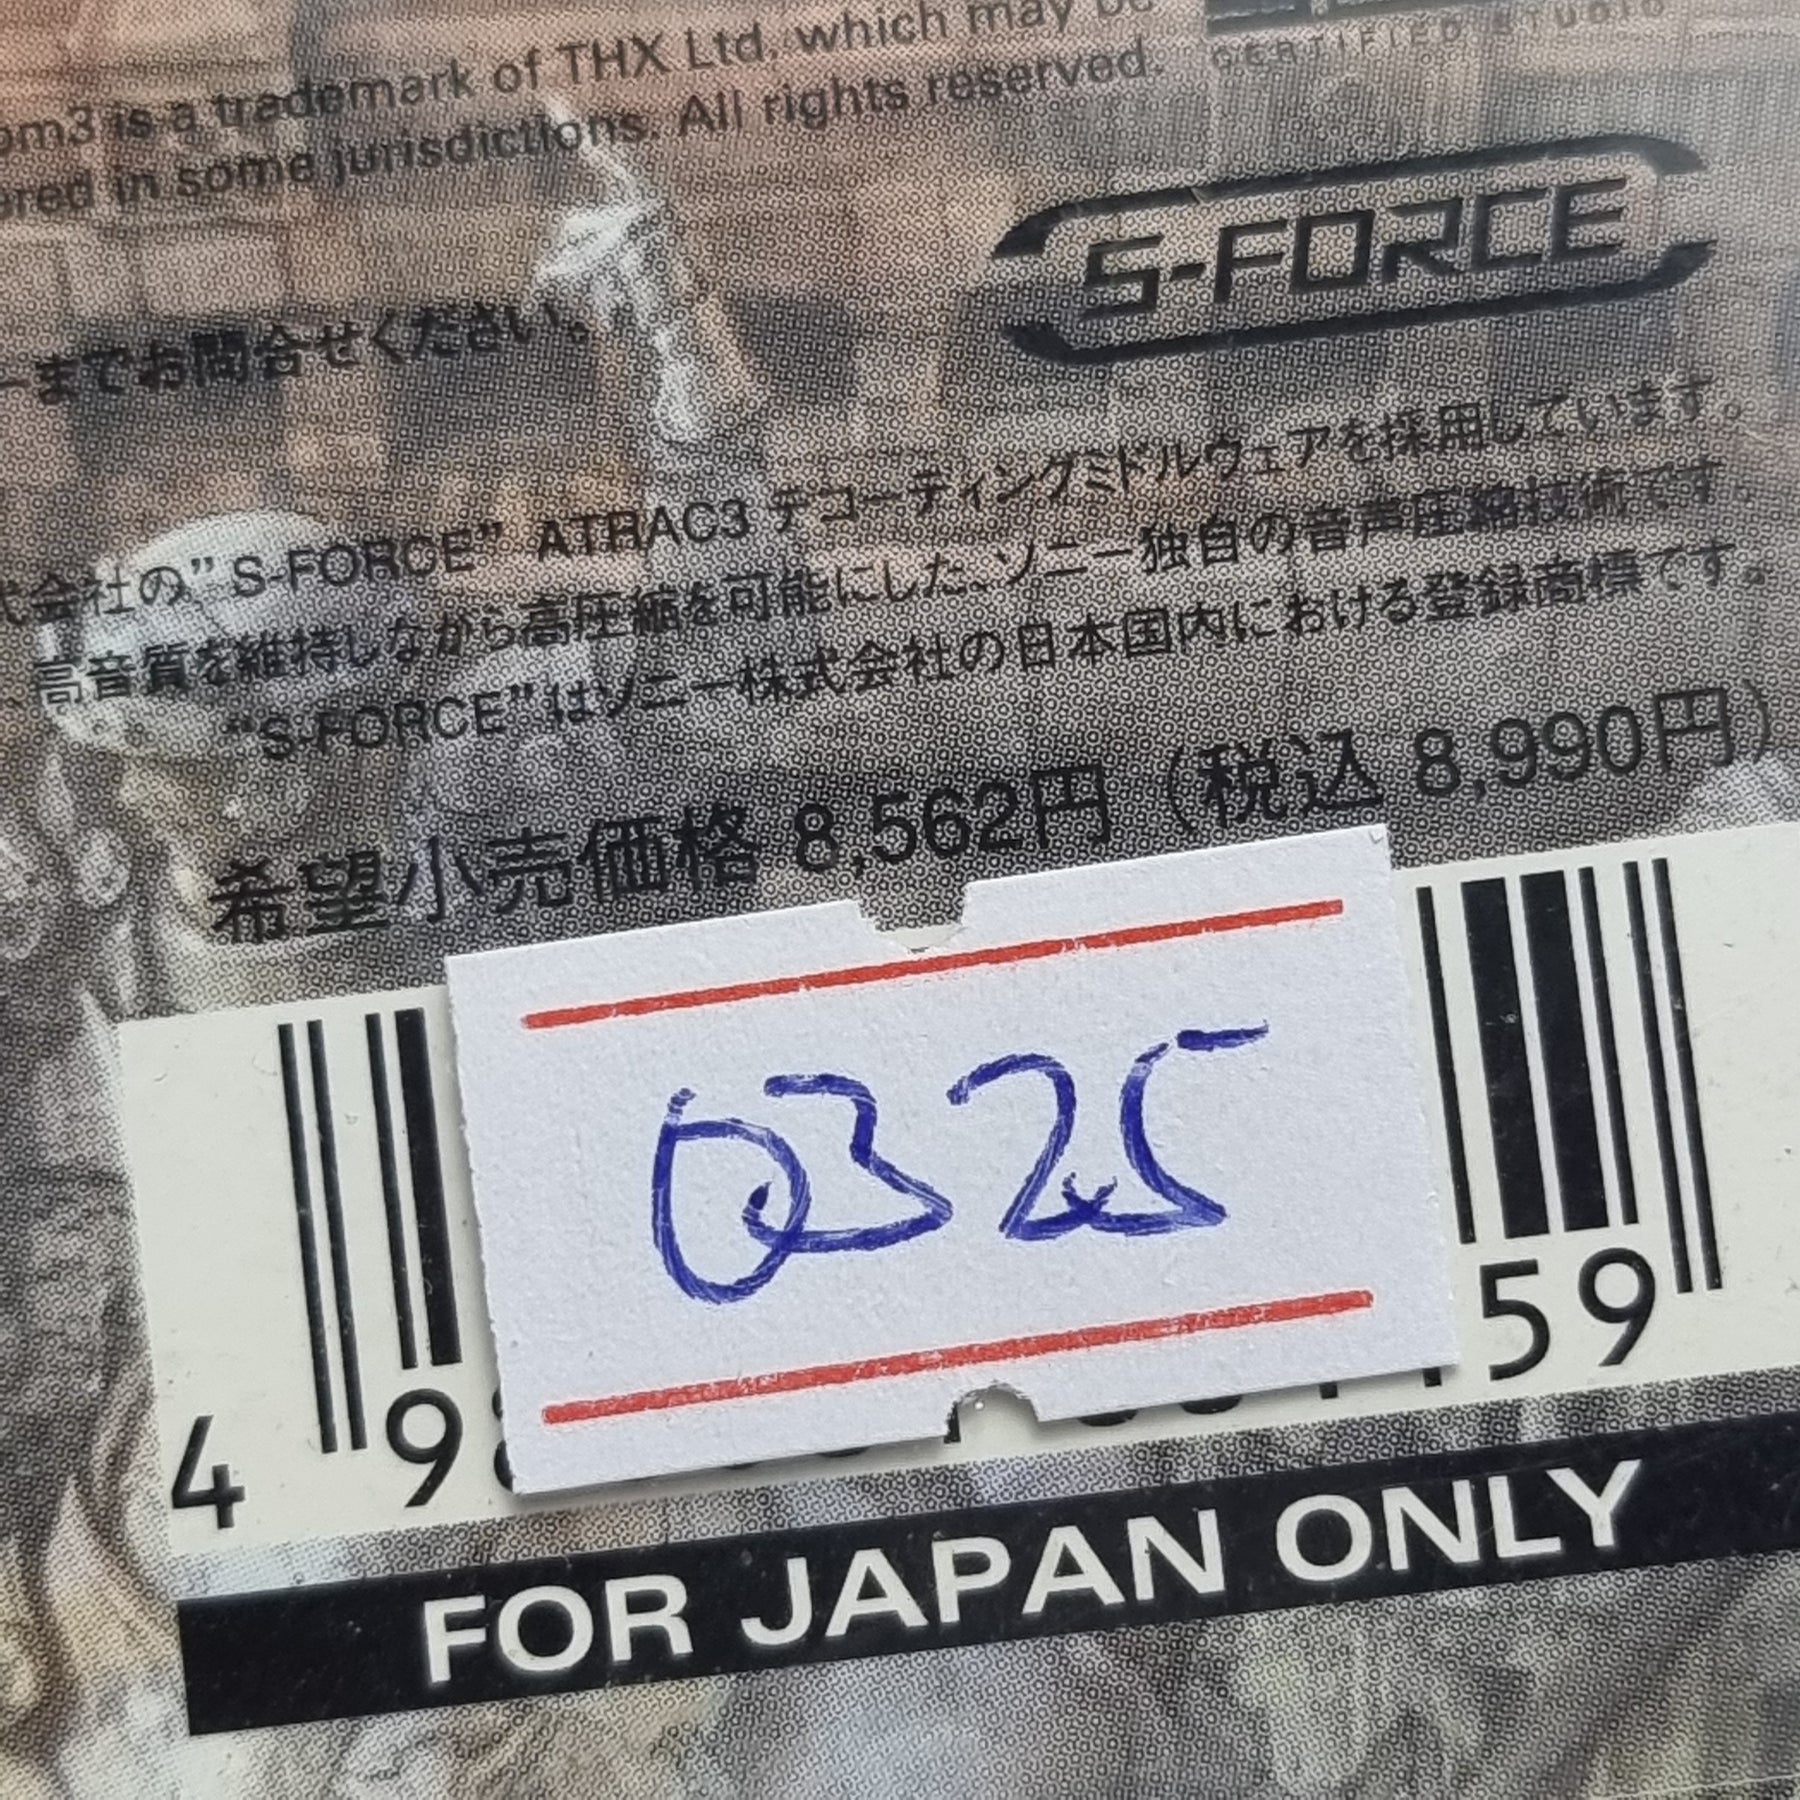 om3 is a trademark of THX Ltd. which may be
CERTIFIED STUDIO
ored in some jurisdictions. All rights reserved.
S-FORCE
ーまでお問合せください。
式会社の"S-FORCE" ATRAC3 デコーディングミドルウェアを採用しています。
高音質を維持しながら高圧縮を可能にした、ソニー独自の音声圧縮技術です。
"S-FORCE"はソニー株式会社の日本国内における登録商標です。
希望小売価格 8,562円（税込 8,990円）
0325
4 9 59
FOR JAPAN ONLY